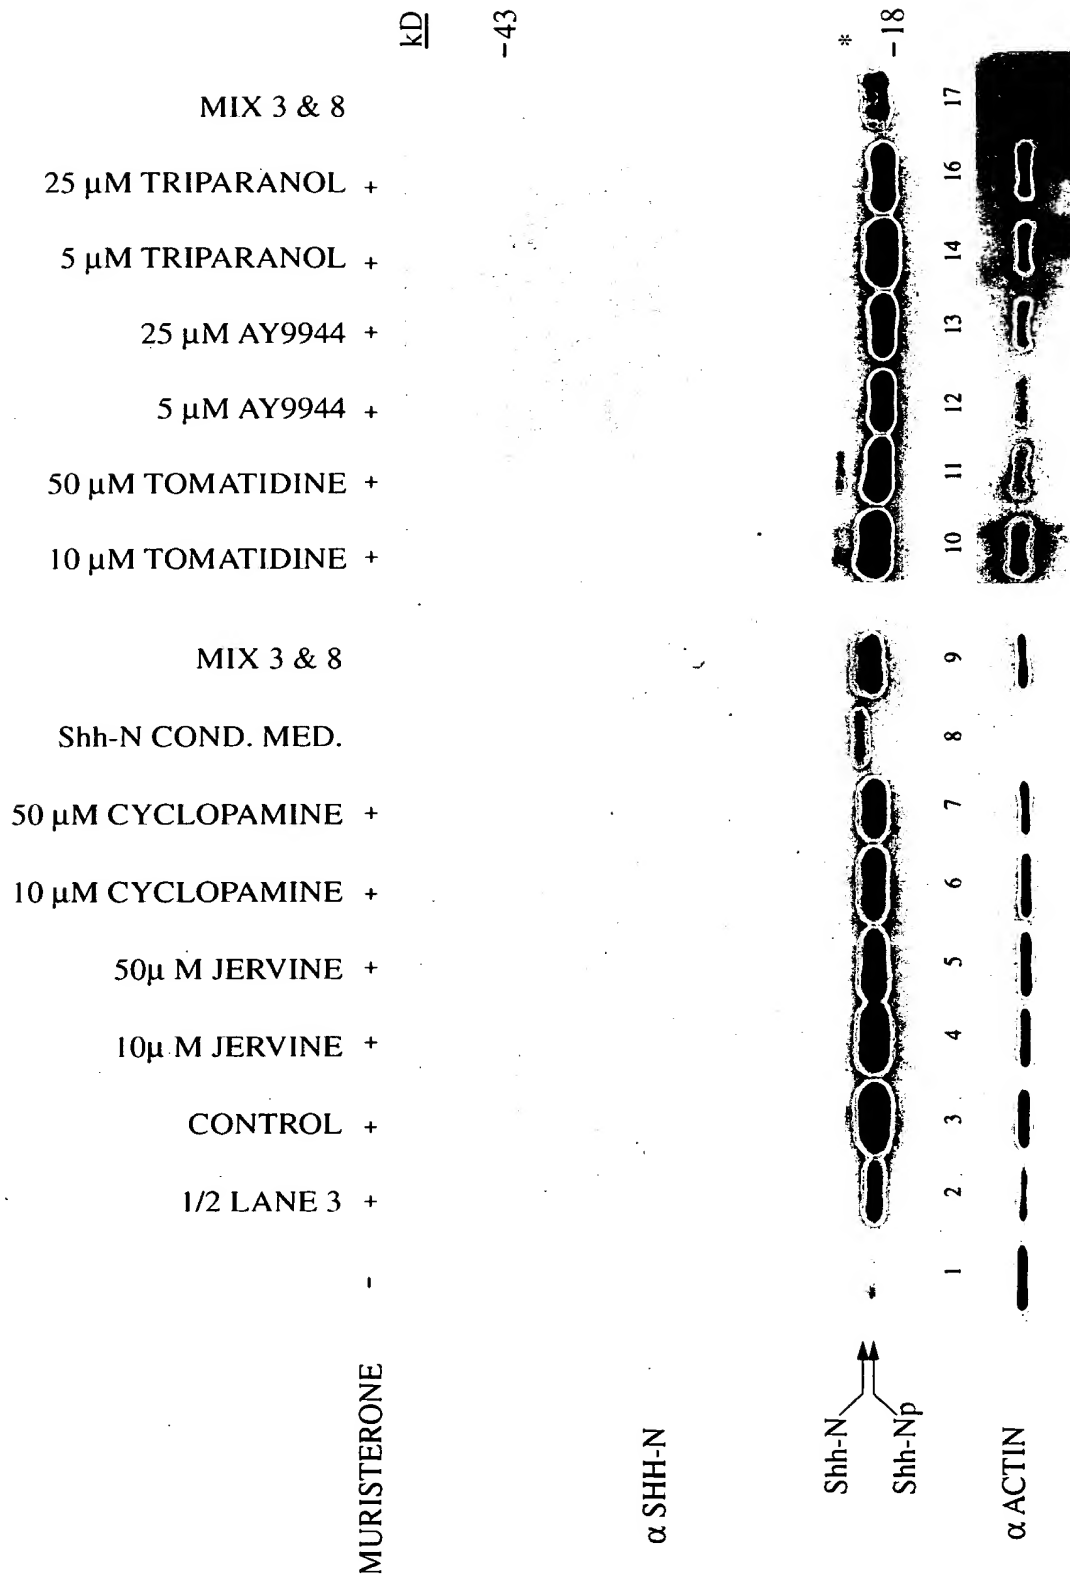 kD
-43
*
-18
MIX 3 & 8
17
25 µM TRIPARANOL +
16
5 µM TRIPARANOL +
14
25 µM AY9944 +
13
5 µM AY9944 +
12
50 µM TOMATIDINE +
11
10 µM TOMATIDINE +
10
MIX 3 & 8
9
Shh-N COND. MED.
8
50 µM CYCLOPAMINE +
7
10 µM CYCLOPAMINE +
6
50µ M JERVINE +
5
10µ M JERVINE +
4
CONTROL +
3
1/2 LANE 3 +
2
-
1
MURISTERONE
α SHH-N
Shh-N
Shh-Np
α ACTIN